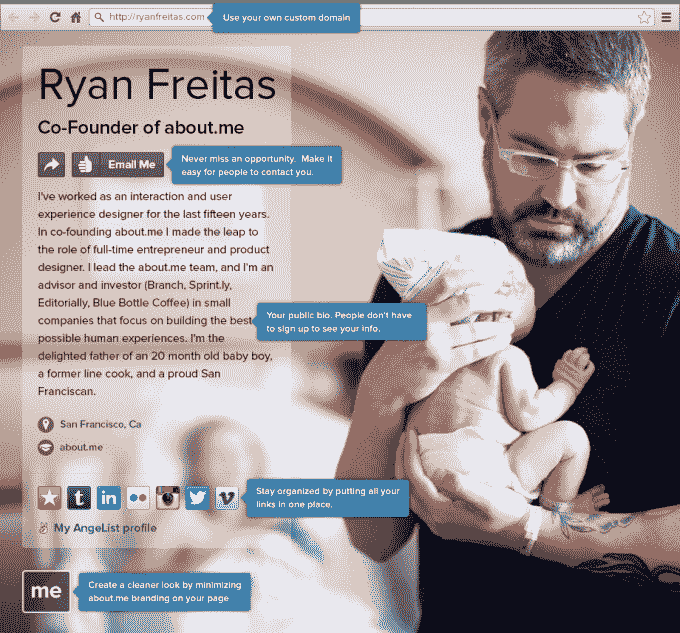 http://ryanfreitas.com
Use your own custom domain
Ryan Freitas
Co-Founder of about.me
Email Me
Never miss an opportunity. Make it
easy for people to contact you.
I've worked as an interaction and user
experience designer for the last fifteen years.
In co-founding about.me I made the leap to
the role of full-time entrepreneur and product
designer. I lead the about.me team, and I'm an
advisor and investor (Branch, Sprint.ly,
Editorially, Blue Bottle Coffee) in small
companies that focus on building the best
possible human experiences. I'm the
delighted father of an 20 month old baby boy,
a former line cook, and a proud San
Franciscan.
Your public bio. People don't have
to sign up to see your info.
San Francisco, Ca
about.me
Stay organized by putting all your
links in one place.
My AngeList profile
me
Create a cleaner look by minimizing
about.me branding on your page